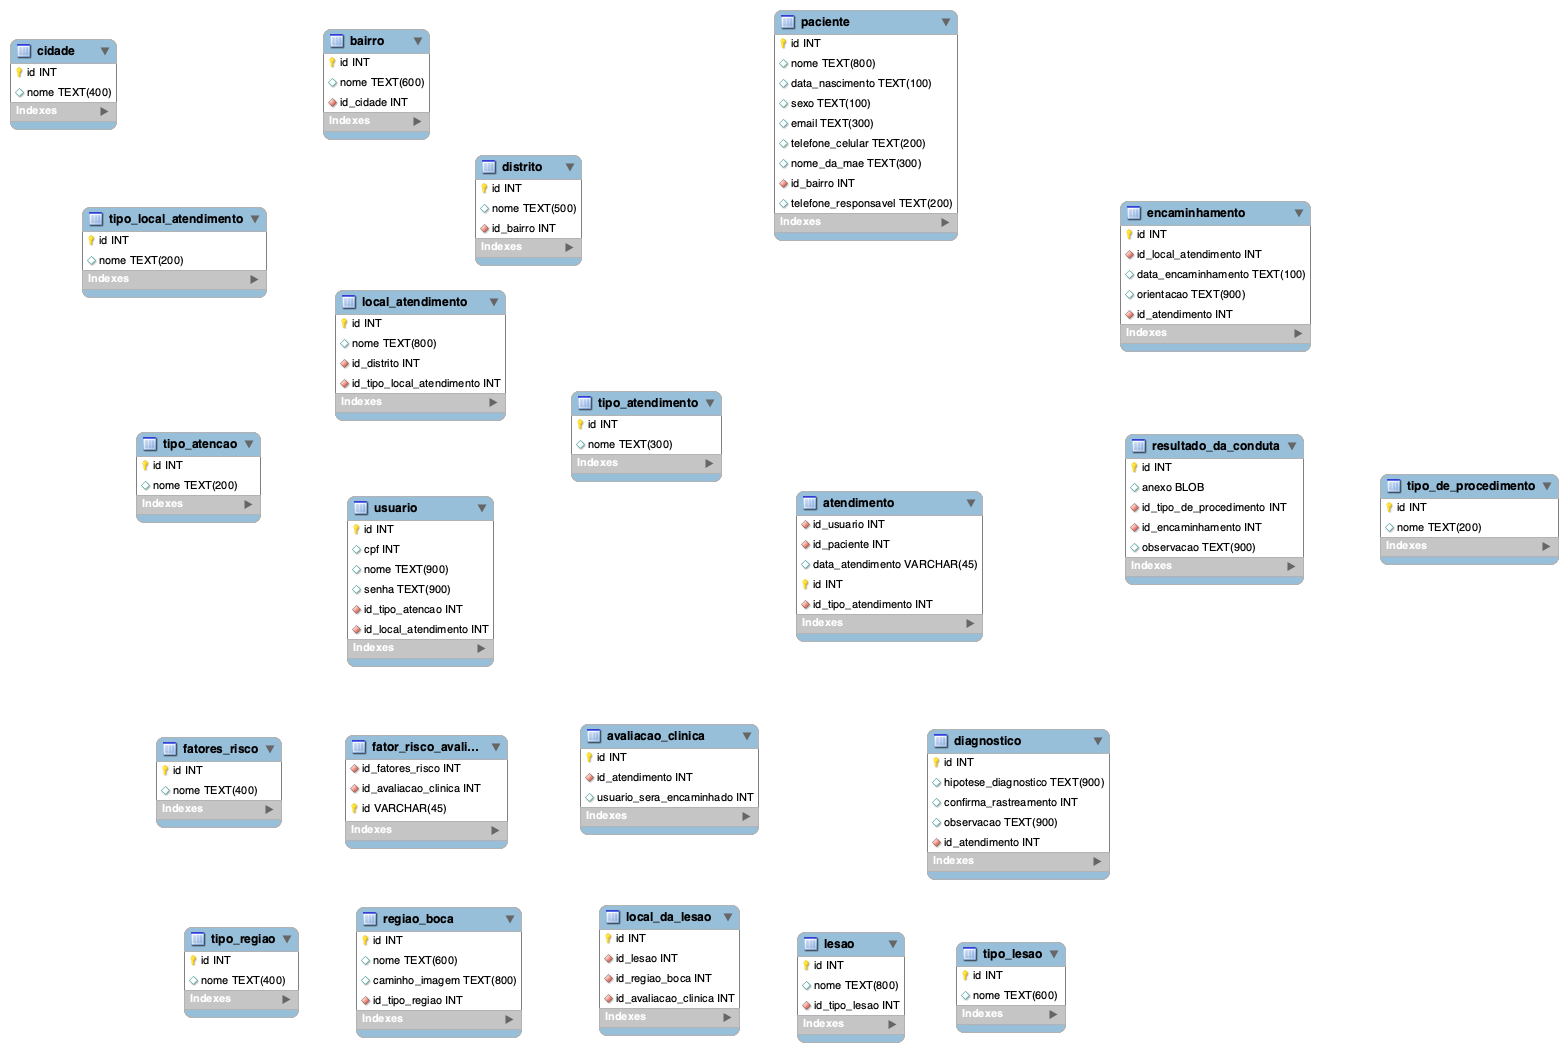 cidade
id INT
nome TEXT(400)
Indexes
bairro
id INT
nome TEXT(600)
id_cidade INT
Indexes
paciente
id INT
nome TEXT(800)
data_nascimento TEXT(100)
sexo TEXT(100)
email TEXT(300)
telefone_celular TEXT(200)
nome_da_mae TEXT(300)
id_bairro INT
telefone_responsavel TEXT(200)
Indexes
distrito
id INT
nome TEXT(500)
id_bairro INT
Indexes
tipo_local_atendimento
id INT
nome TEXT(200)
Indexes
encaminhamento
id INT
id_local_atendimento INT
data_encaminhamento TEXT(100)
orientacao TEXT(900)
id_atendimento INT
Indexes
local_atendimento
id INT
nome TEXT(800)
id_distrito INT
id_tipo_local_atendimento INT
Indexes
tipo_atendimento
id INT
nome TEXT(300)
Indexes
tipo_atencao
id INT
nome TEXT(200)
Indexes
resultado_da_conduta
id INT
anexo BLOB
id_tipo_de_procedimento INT
id_encaminhamento INT
observacao TEXT(900)
Indexes
tipo_de_procedimento
id INT
nome TEXT(200)
Indexes
usuario
id INT
cpf INT
nome TEXT(900)
senha TEXT(900)
id_tipo_atencao INT
id_local_atendimento INT
Indexes
atendimento
id_usuario INT
id_paciente INT
data_atendimento VARCHAR(45)
id INT
id_tipo_atendimento INT
Indexes
fatores_risco
id INT
nome TEXT(400)
Indexes
fator_risco_avali...
id_fatores_risco INT
id_avaliacao_clinica INT
id VARCHAR(45)
Indexes
avaliacao_clinica
id INT
id_atendimento INT
usuario_sera_encaminhado INT
Indexes
diagnostico
id INT
hipotese_diagnostico TEXT(900)
confirma_rastreamento INT
observacao TEXT(900)
id_atendimento INT
Indexes
tipo_regiao
id INT
nome TEXT(400)
Indexes
regiao_boca
id INT
nome TEXT(600)
caminho_imagem TEXT(800)
id_tipo_regiao INT
Indexes
local_da_lesao
id INT
id_lesao INT
id_regiao_boca INT
id_avaliacao_clinica INT
Indexes
lesao
id INT
nome TEXT(800)
id_tipo_lesao INT
Indexes
tipo_lesao
id INT
nome TEXT(600)
Indexes